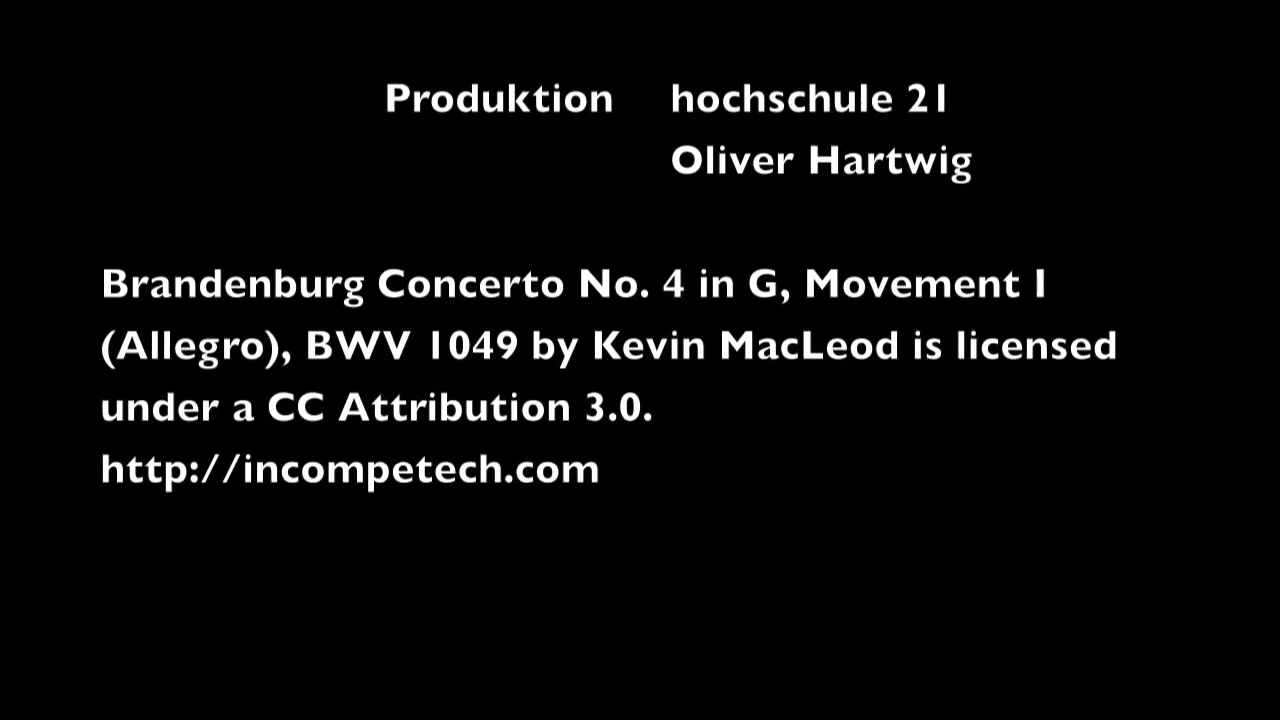 Produktion hochschule 21
Oliver Hartwig
Brandenburg Concerto No. 4 in G, Movement I
(Allegro), BWV 1049 by Kevin MacLeod is licensed
under a CC Attribution 3.0.
http://incompetech.com